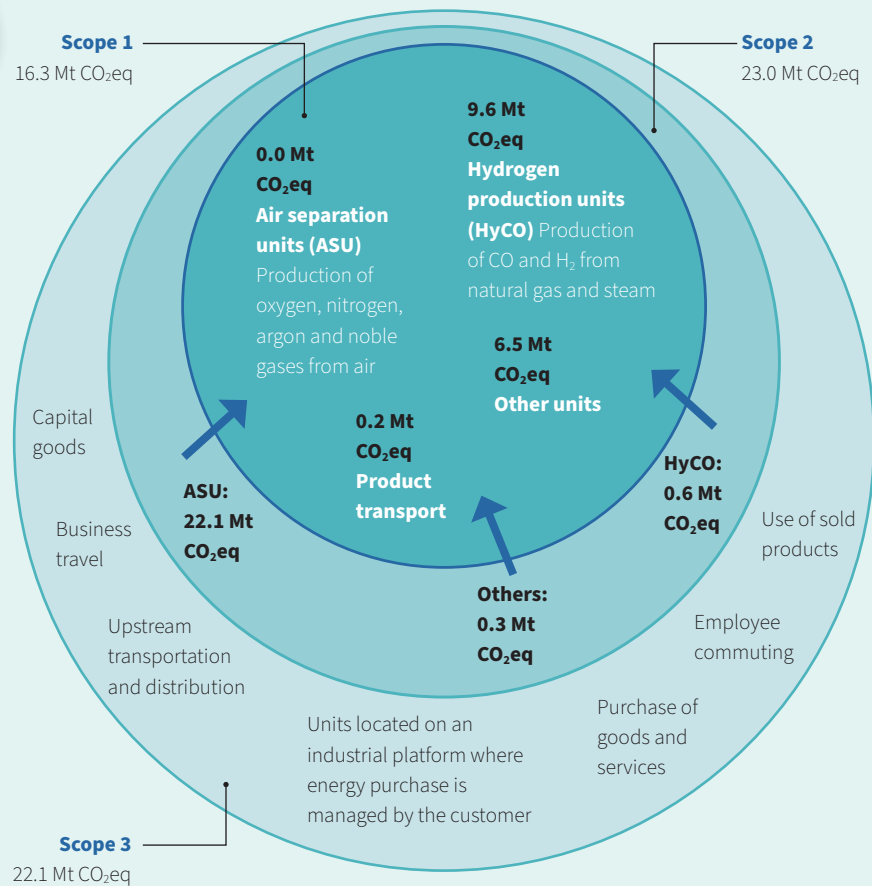 Scope 1
16.3 Mt CO₂eq
Scope 2
23.0 Mt CO₂eq
0.0 Mt
CO₂eq
Air separation
units (ASU)
Production of
oxygen, nitrogen,
argon and noble
gases from air
9.6 Mt
CO₂eq
Hydrogen
production units
(HyCO) Production
of CO and H₂ from
natural gas and steam
6.5 Mt
CO₂eq
Other units
0.2 Mt
CO₂eq
Product
transport
Capital
goods
ASU:
22.1 Mt
CO₂eq
HyCO:
0.6 Mt
CO₂eq
Business
travel
Use of sold
products
Others:
0.3 Mt
CO₂eq
Upstream
transportation
and distribution
Employee
commuting
Units located on an
industrial platform where
energy purchase is
managed by the customer
Purchase of
goods and
services
Scope 3
22.1 Mt CO₂eq